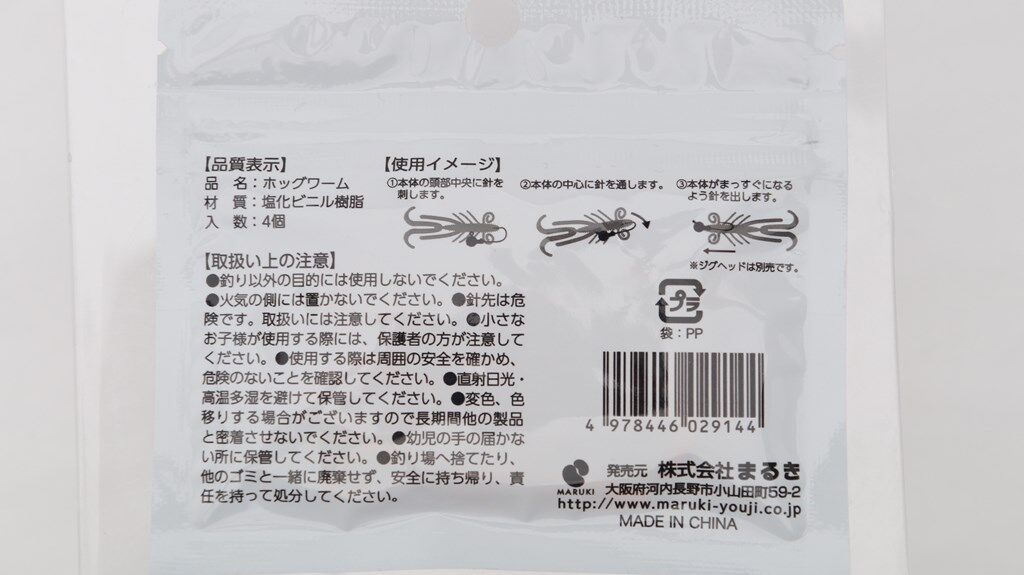 【品質表示】
品　名：ホッグワーム
材　質：塩化ビニル樹脂
入　数：4個
【使用イメージ】
①本体の頭部中央に針を
刺します。
②本体の中心に針を通します。
③本体がまっすぐになる
よう針を出します。
※ジグヘッドは別売です。
【取扱い上の注意】
●釣り以外の目的には使用しないでください。
●火気の側には置かないでください。●針先は危
険です。取扱いには注意してください。●小さな
お子様が使用する際には、保護者の方が注意して
ください。●使用する際は周囲の安全を確かめ、
危険のないことを確認してください。●直射日光・
高温多湿を避けて保管してください。●変色、色
移りする場合がございますので長期間他の製品
と密着させないでください。●幼児の手の届かな
い所に保管してください。●釣り場へ捨てたり、
他のゴミと一緒に廃棄せず、安全に持ち帰り、責
任を持って処分してください。
プラ
袋：PP
4 978446 029144
MARUKI
発売元 株式会社まるき
大阪府河内長野市小山田町59-2
http://www.maruki-youji.co.jp
MADE IN CHINA